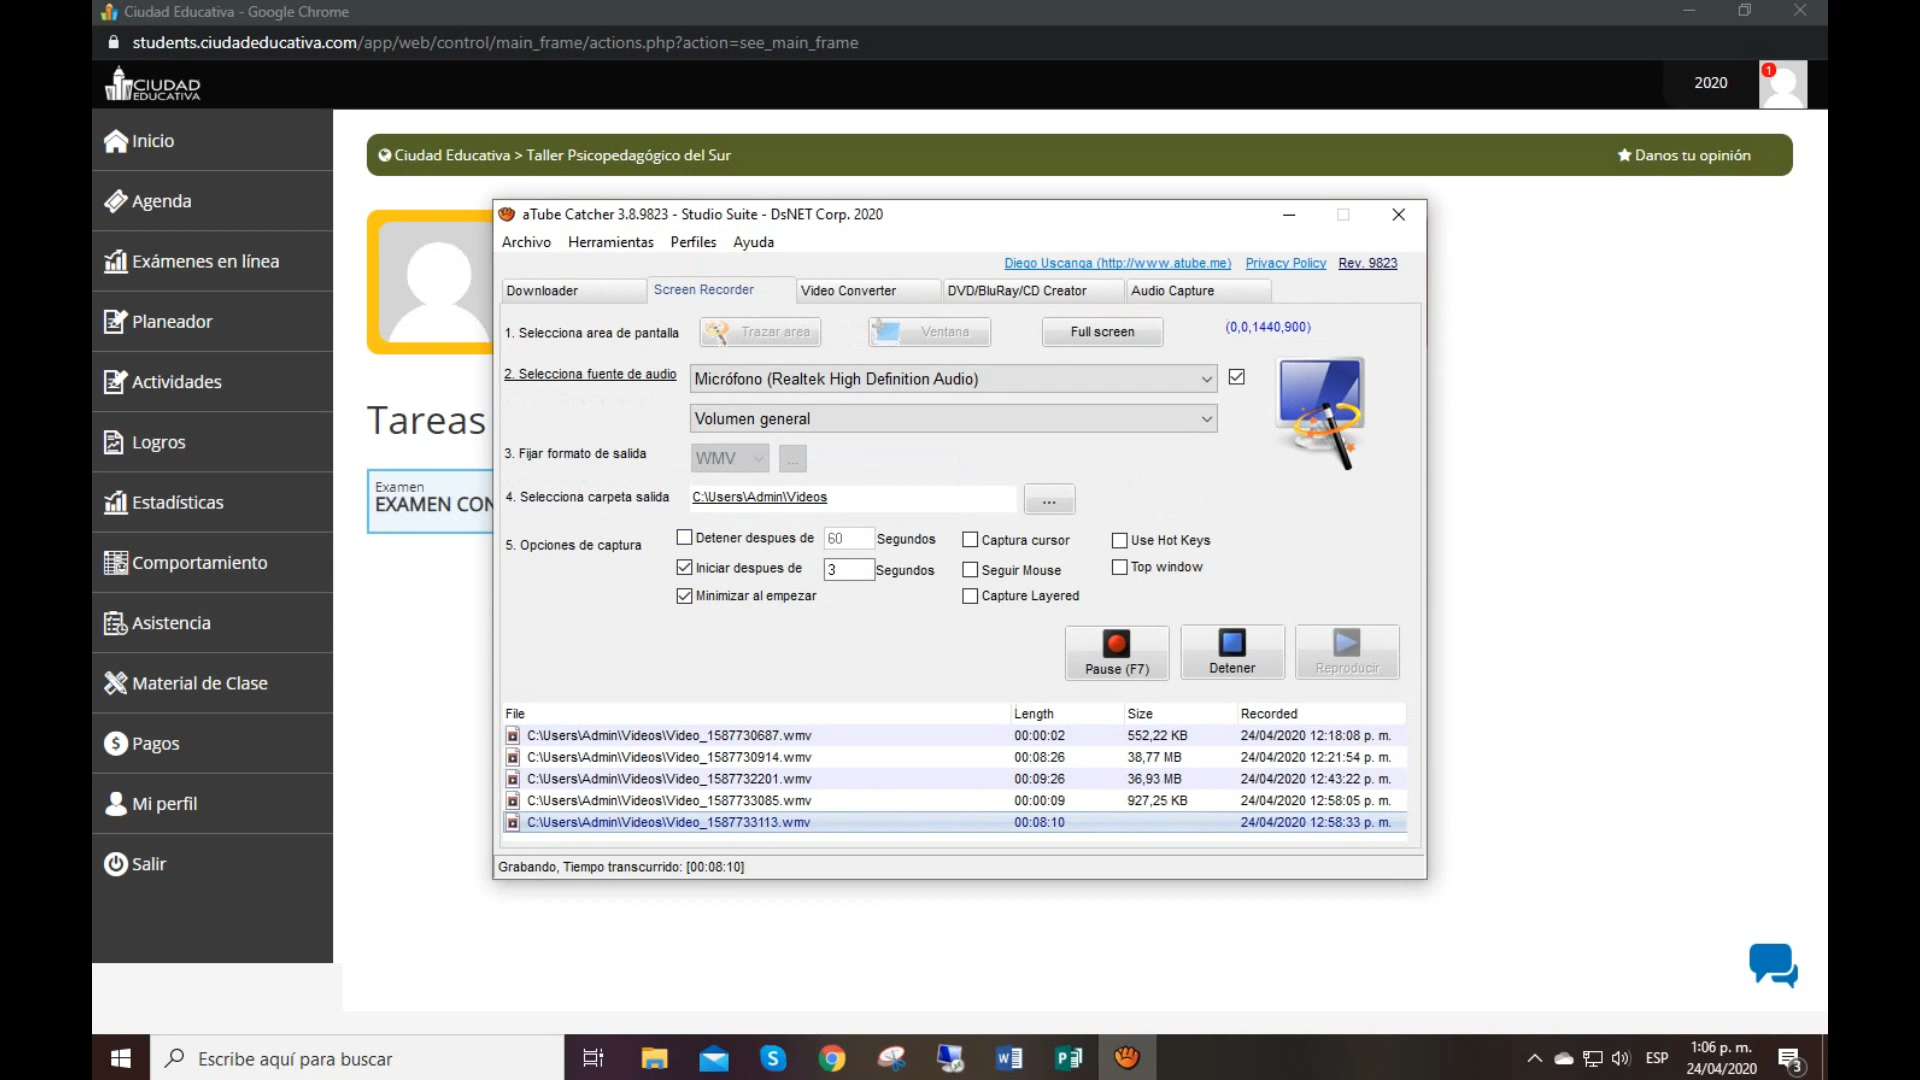 Ciudad Educativa - Google Chrome
students.ciudadeducativa.com/app/web/control/main_frame/actions.php?action=see_main_frame
CIUDAD
EDUCATIVA
2020
1
Inicio
Agenda
Exámenes en línea
Planeador
Actividades
Logros
Estadísticas
Comportamiento
Asistencia
Material de Clase
Pagos
Mi perfil
Salir
Ciudad Educativa > Taller Psicopedagógico del Sur
Danos tu opinión
Tareas
Examen
EXAMEN CON
aTube Catcher 3.8.9823 - Studio Suite - DsNET Corp. 2020
Archivo Herramientas Perfiles Ayuda
Diego Uscanga (http://www.atube.me) Privacy Policy Rev. 9823
Downloader Screen Recorder Video Converter DVD/BluRay/CD Creator Audio Capture
1. Selecciona area de pantalla Trazar area Ventana Full screen (0,0,1440,900)
2. Selecciona fuente de audio Micrófono (Realtek High Definition Audio)
Volumen general
3. Fijar formato de salida WMV ...
4. Selecciona carpeta salida C:\Users\Admin\Videos ...
5. Opciones de captura
Detener despues de 60 Segundos Captura cursor Use Hot Keys
Iniciar despues de 3 Segundos Seguir Mouse Top window
Minimizar al empezar Capture Layered
Pause (F7) Detener Reproducir
File Length Size Recorded
C:\Users\Admin\Videos\Video_1587730687.wmv 00:00:02 552,22 KB 24/04/2020 12:18:08 p. m.
C:\Users\Admin\Videos\Video_1587730914.wmv 00:08:26 38,77 MB 24/04/2020 12:21:54 p. m.
C:\Users\Admin\Videos\Video_1587732201.wmv 00:09:26 36,93 MB 24/04/2020 12:43:22 p. m.
C:\Users\Admin\Videos\Video_1587733085.wmv 00:00:09 927,25 KB 24/04/2020 12:58:05 p. m.
C:\Users\Admin\Videos\Video_1587733113.wmv 00:08:10 24/04/2020 12:58:33 p. m.
Grabando, Tiempo transcurrido: [00:08:10]
Escribe aquí para buscar
ESP
1:06 p. m.
24/04/2020
3